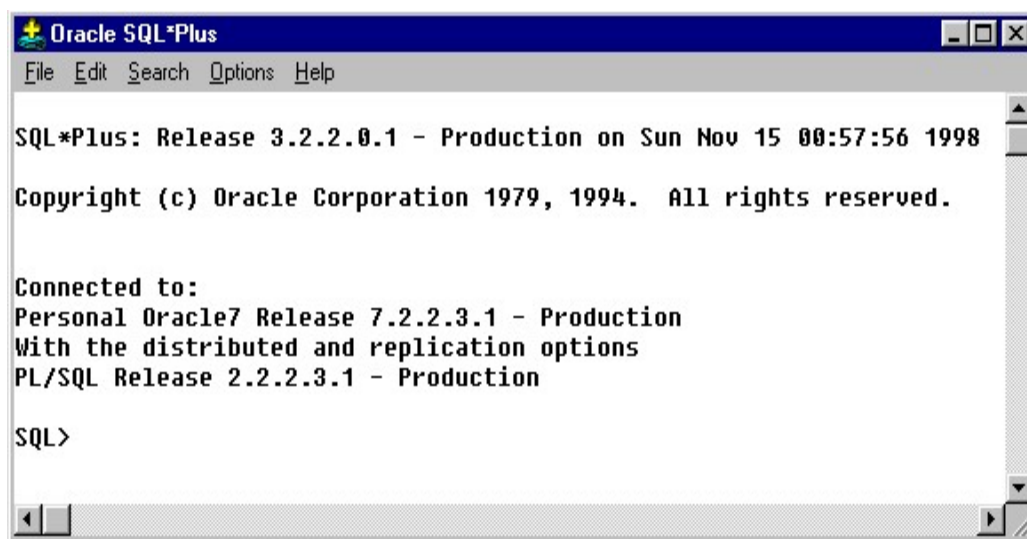 Oracle SQL*Plus
File Edit Search Options Help
SQL*Plus: Release 3.2.2.0.1 - Production on Sun Nov 15 00:57:56 1998
Copyright (c) Oracle Corporation 1979, 1994.  All rights reserved.
Connected to:
Personal Oracle7 Release 7.2.2.3.1 - Production
With the distributed and replication options
PL/SQL Release 2.2.2.3.1 - Production
SQL>